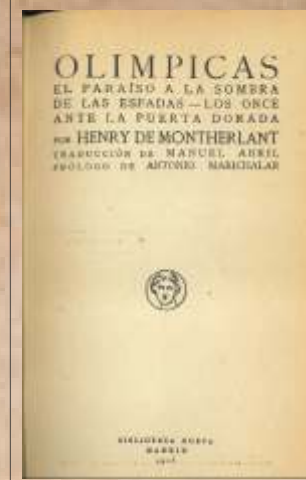 OLIMPICAS
EL PARAÍSO A LA SOMBRA
DE LAS ESPADAS—LOS ONCE
ANTE LA PUERTA DORADA
POR HENRY DE MONTHERLANT
TRADUCCIÓN DE MANUEL ABRIL
PRÓLOGO DE ANTONIO MARICHALAR
BIBLIOTECA NUEVA
MADRID